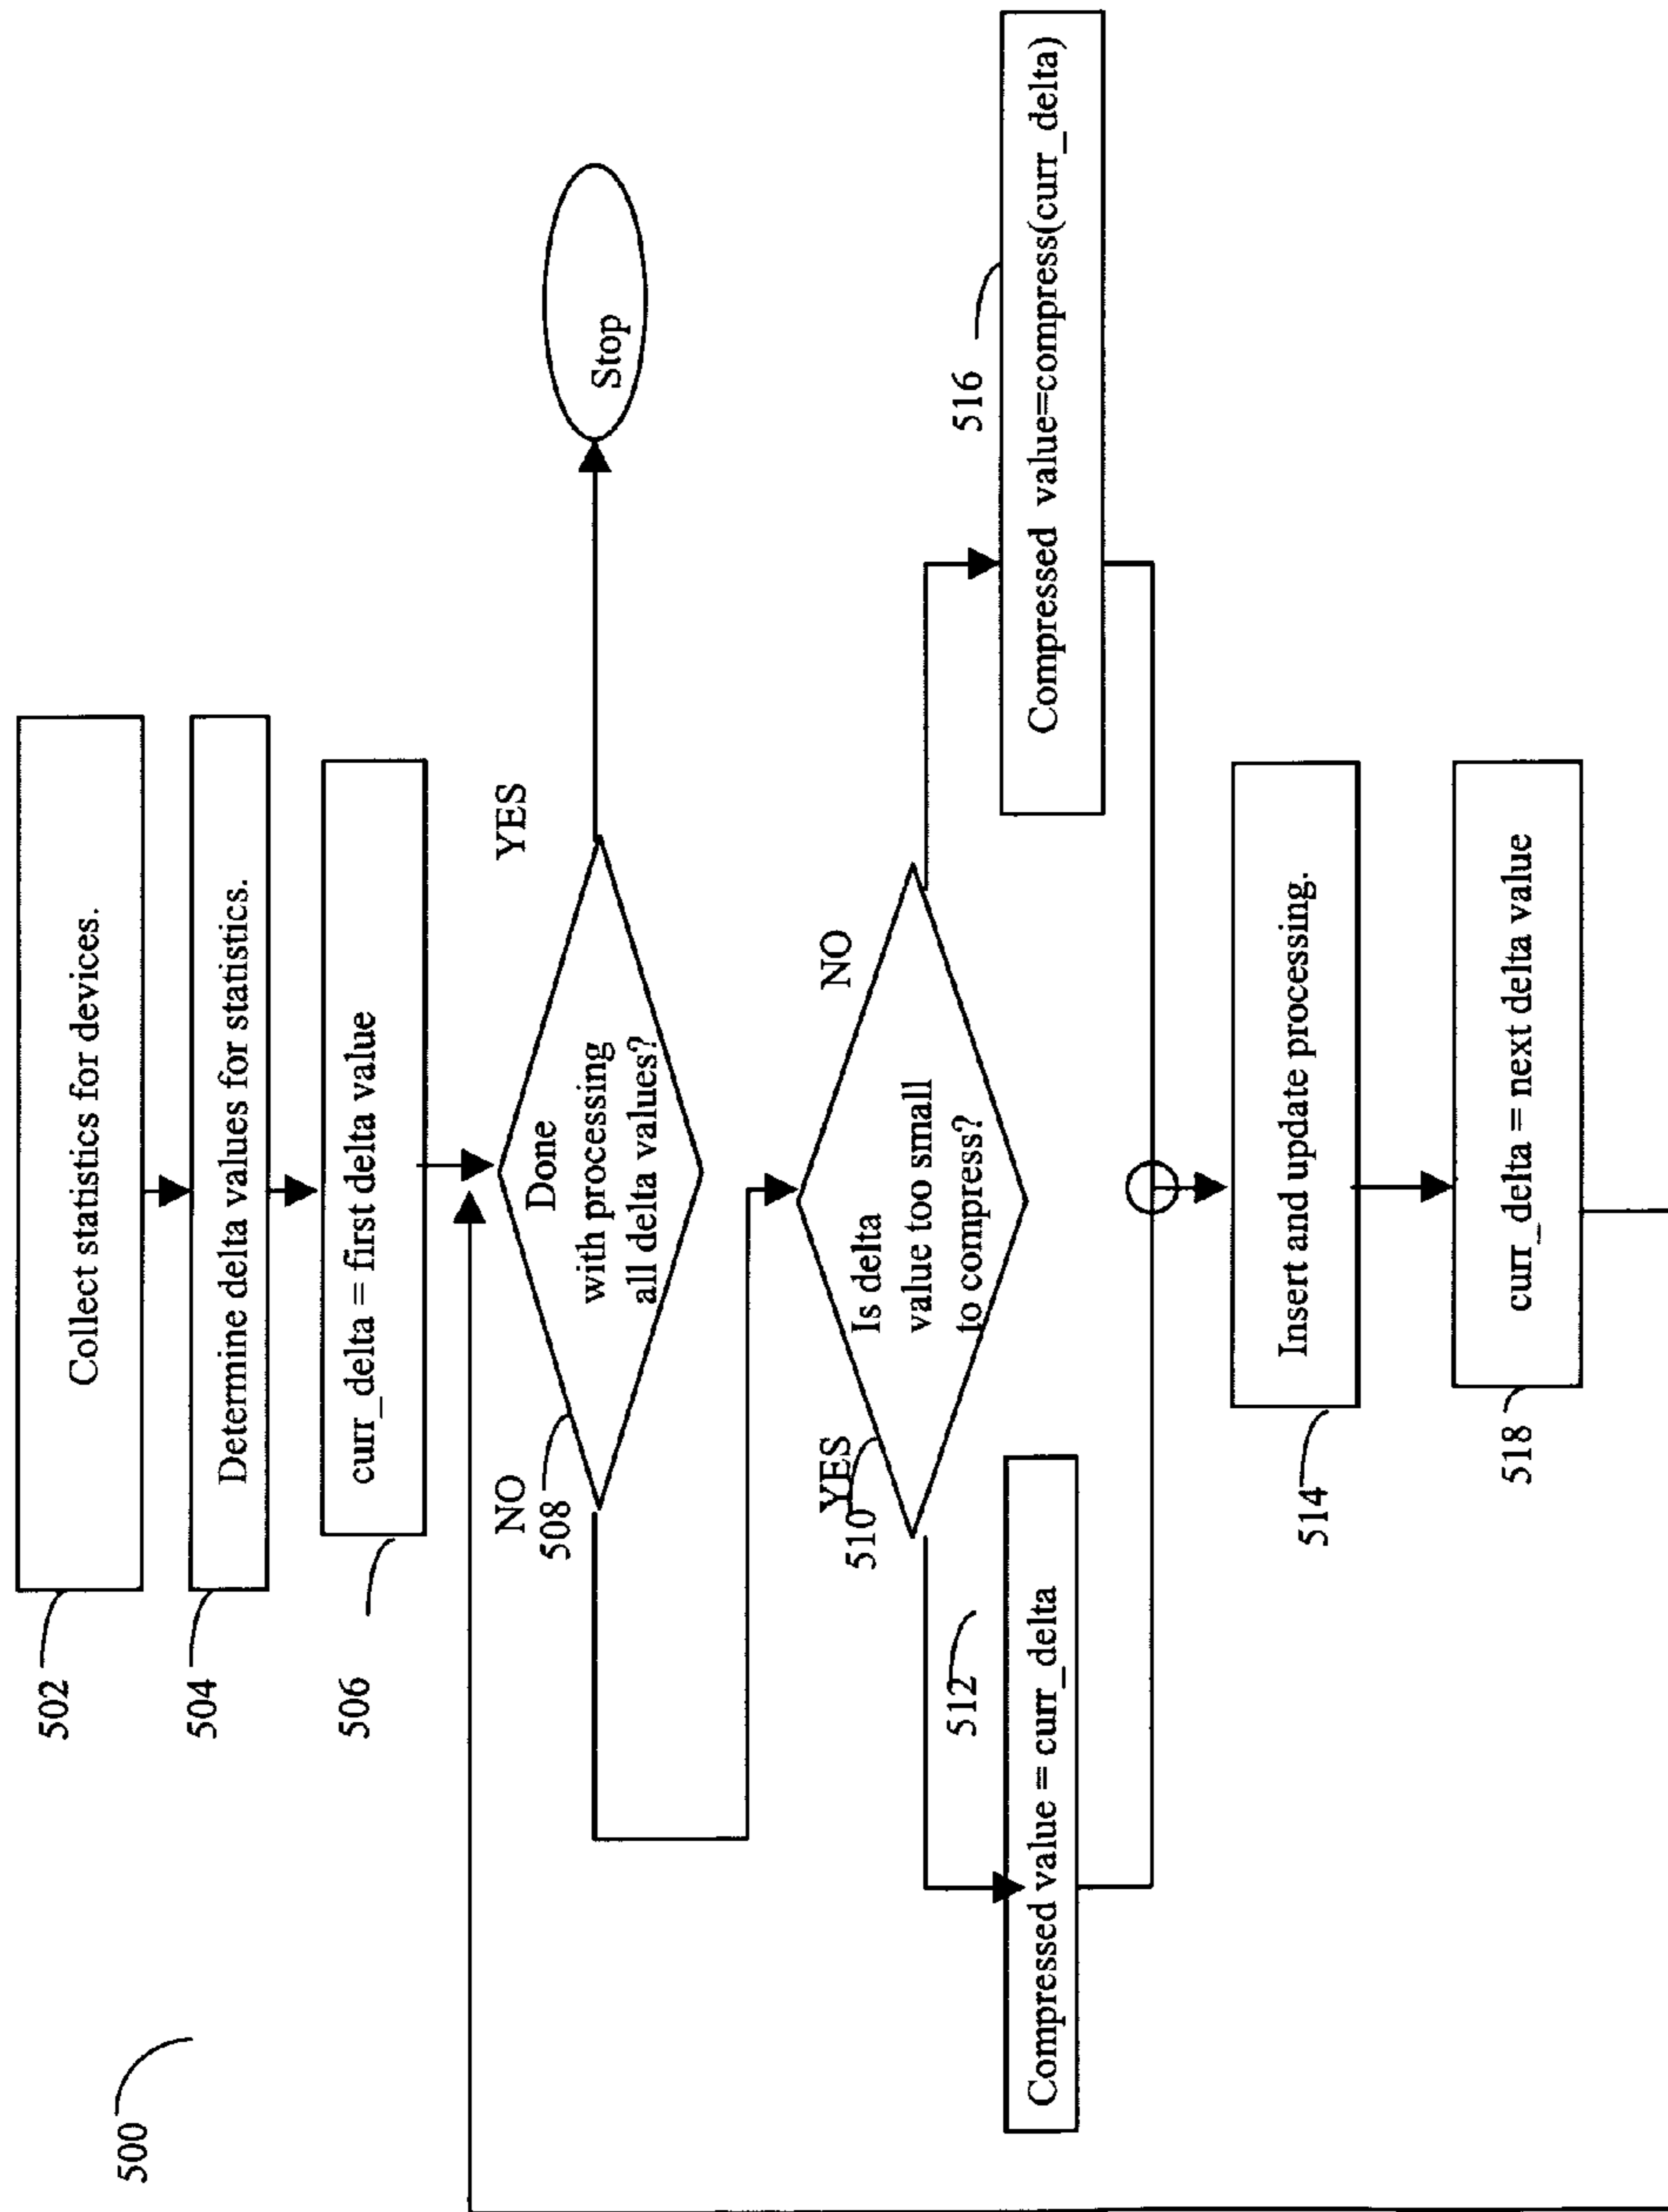 500
502
Collect statistics for devices.
504
Determine delta values for statistics.
506
curr_delta = first delta value
NO
508
Done
with processing
all delta values?
YES
Stop
YES
510
Is delta
value too small
to compress?
NO
512
Compressed value = curr_delta
516
Compressed value=compress(curr_delta)
514
Insert and update processing.
518
curr_delta = next delta value